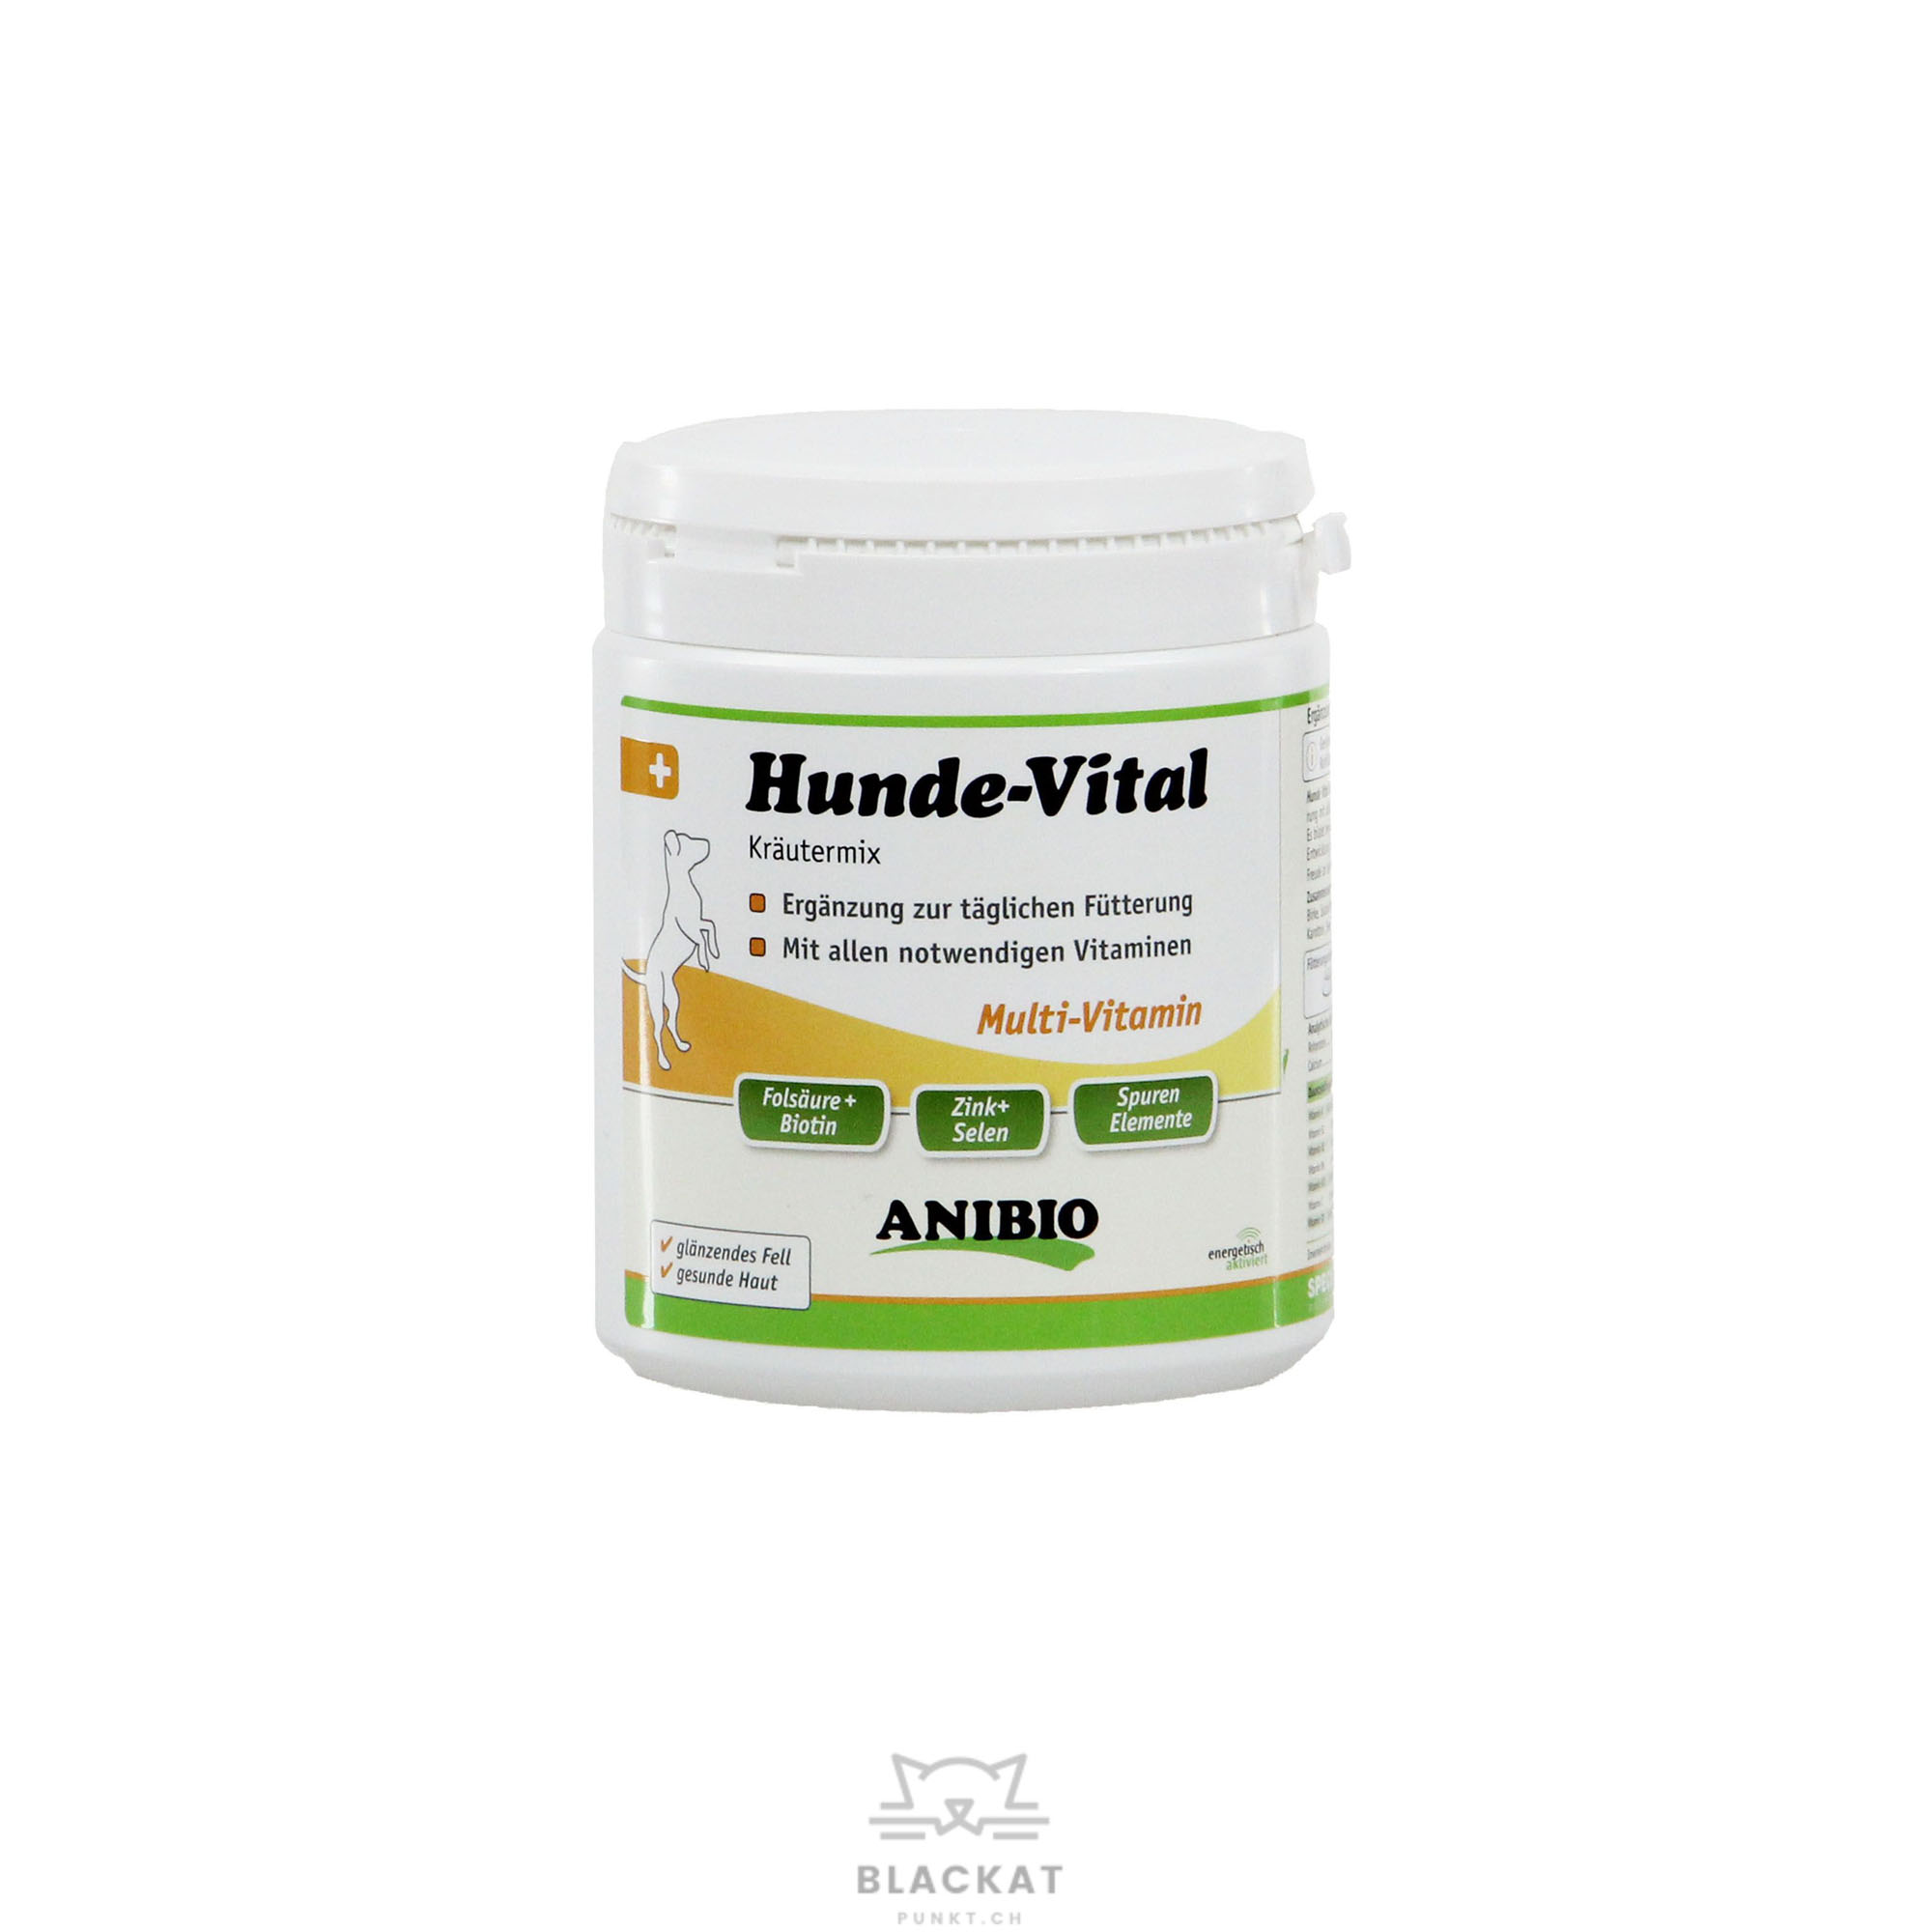 Hunde-Vital
Kräutermix
Ergänzung zur täglichen Fütterung
Mit allen notwendigen Vitaminen
Multi-Vitamin
Folsäure+
Biotin
Zink+
Selen
Spuren
Elemente
ANIBIO
glänzendes Fell
gesunde Haut
energetisch
aktiviert
BLACKAT
PUNKT.CH